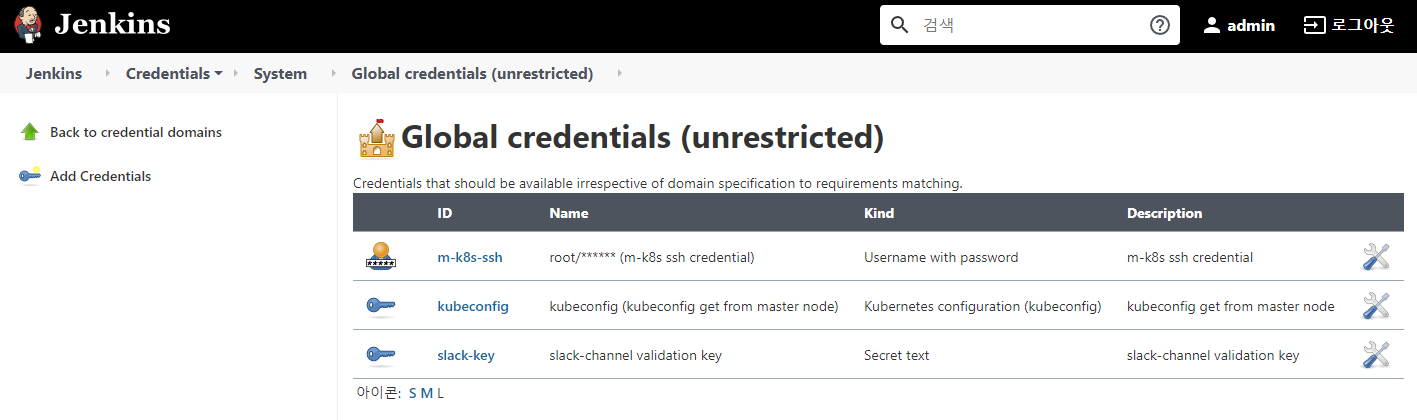 Jenkins
검색
admin
로그아웃
Jenkins Credentials System Global credentials (unrestricted)
Back to credential domains
Add Credentials
Global credentials (unrestricted)
Credentials that should be available irrespective of domain specification to requirements matching.
ID Name Kind Description
m-k8s-ssh root/****** (m-k8s ssh credential) Username with password m-k8s ssh credential
kubeconfig kubeconfig (kubeconfig get from master node) Kubernetes configuration (kubeconfig) kubeconfig get from master node
slack-key slack-channel validation key Secret text slack-channel validation key
아이콘: S M L